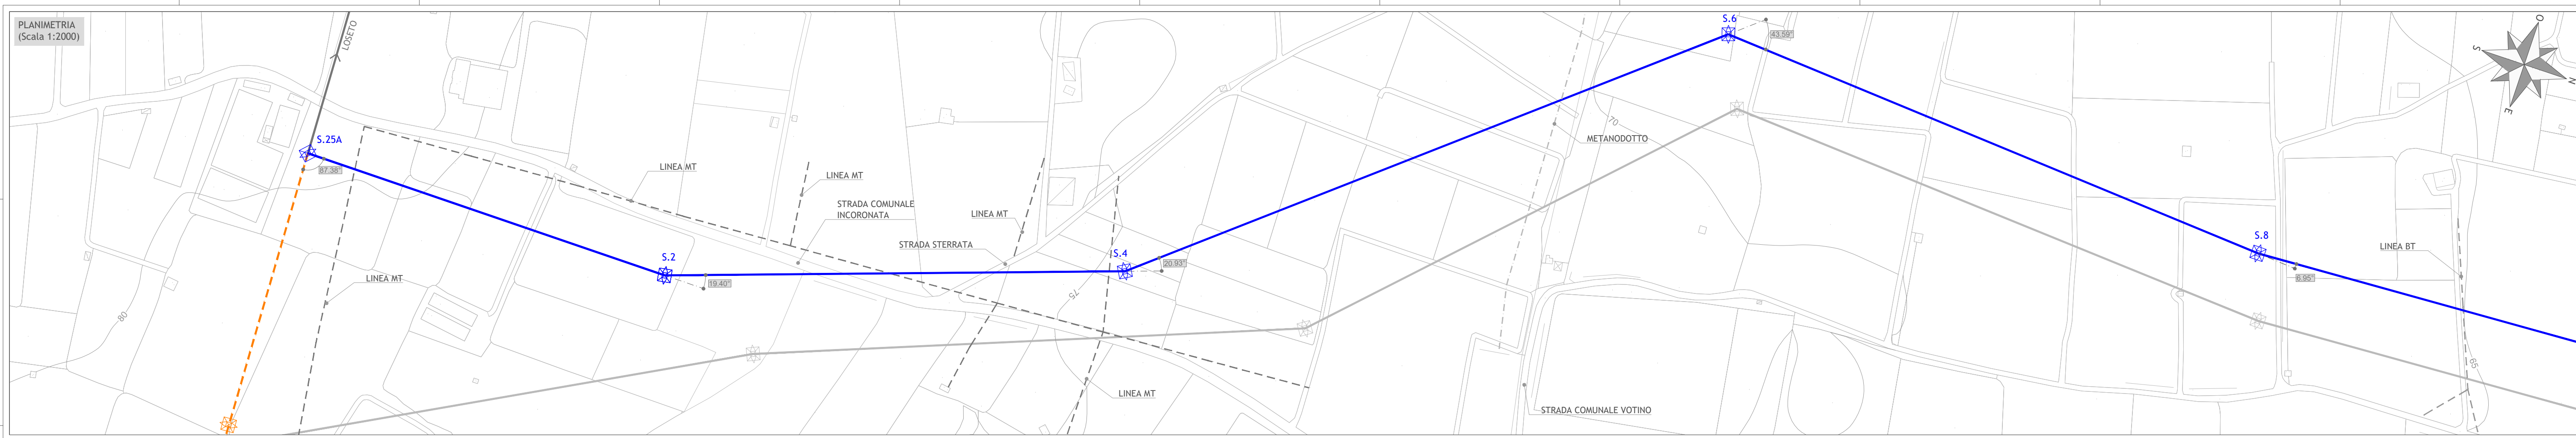 PLANIMETRIA
(Scala 1:2000)
LOSETO
S.25A
87.38°
LINEA MT
80
S.2
19.40°
LINEA MT
LINEA MT
STRADA COMUNALE
INCORONATA
LINEA MT
STRADA STERRATA
75
S.4
20.93°
LINEA MT
METANODOTTO
70
S.6
43.59°
STRADA COMUNALE VOTINO
S.8
6.95°
LINEA BT
65
O
S
N
E